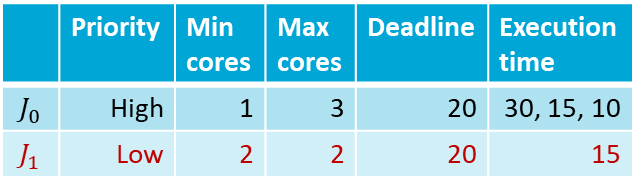 Priority Min cores Max cores Deadline Execution time
J0 High 1 3 20 30, 15, 10
J1 Low 2 2 20 15